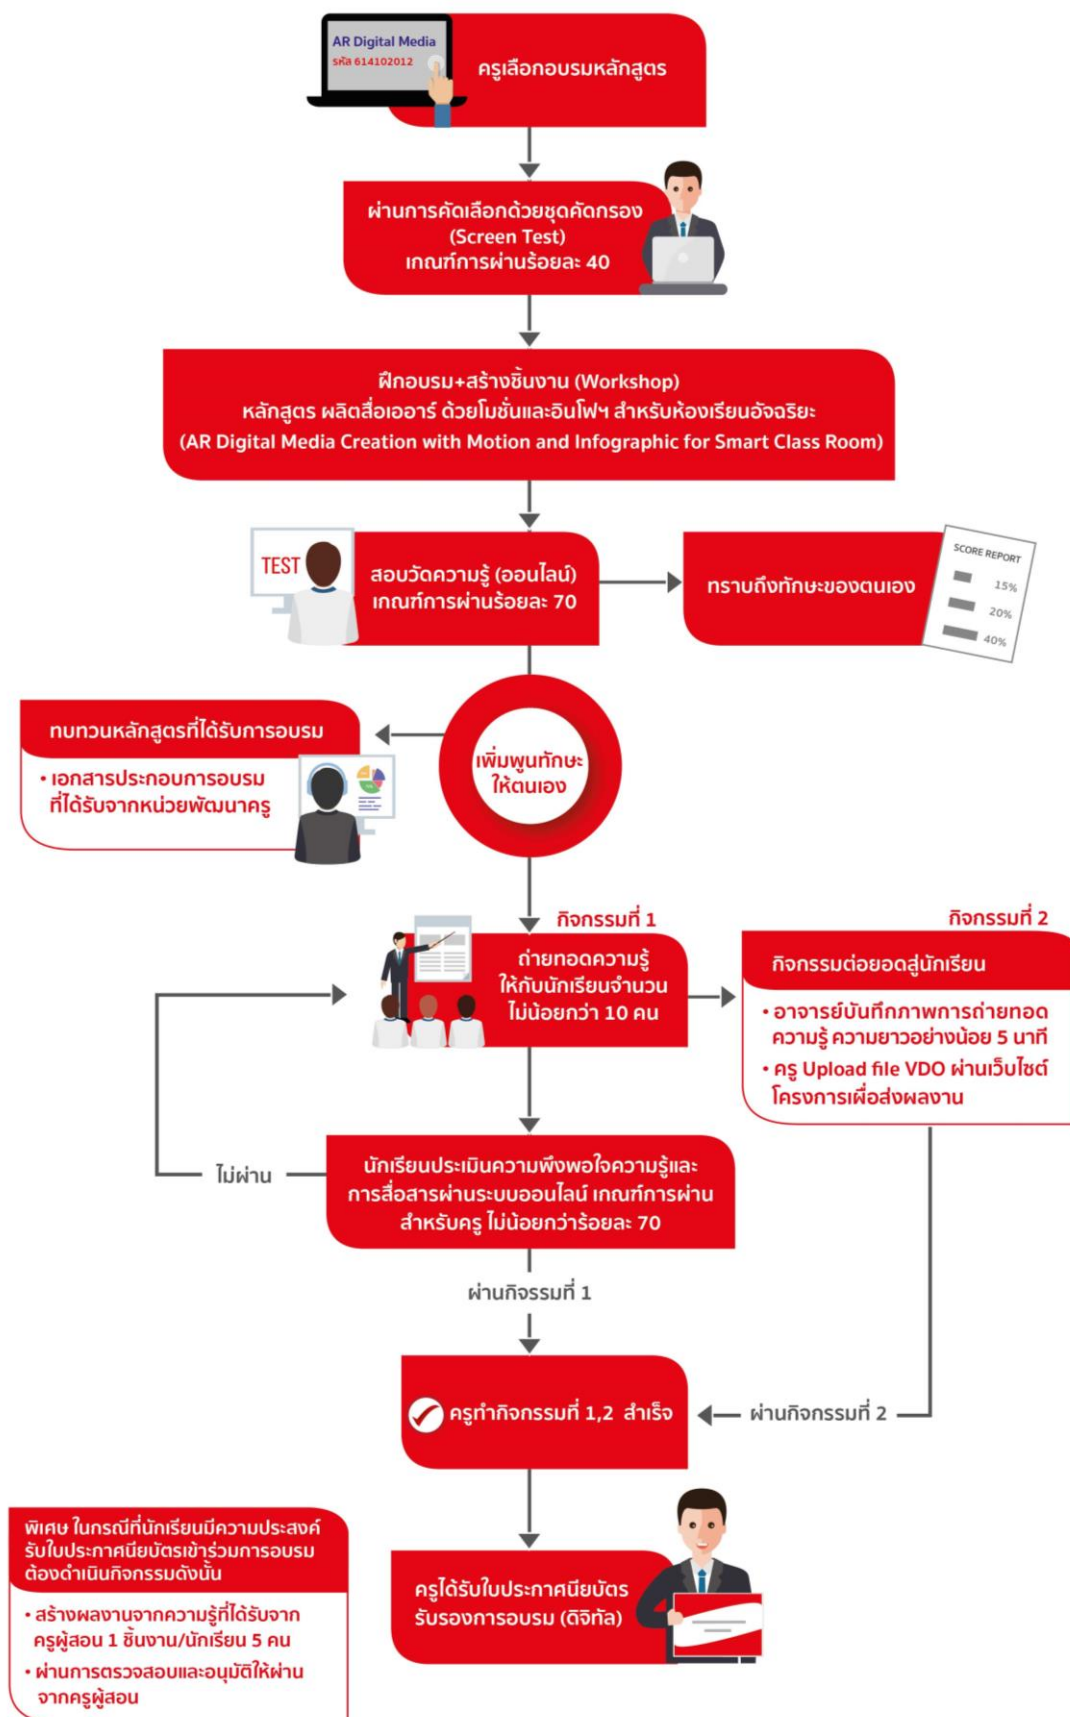 AR Digital Media
รหัส 614102012
ครูเลือกอบรมหลักสูตร
ผ่านการคัดเลือกด้วยชุดคัดกรอง
(Screen Test)
เกณฑ์การผ่านร้อยละ 40
ฝึกอบรม+สร้างชิ้นงาน (Workshop)
หลักสูตร ผลิตสื่อเออาร์ ด้วยโมชั่นและอินโฟฯ สำหรับห้องเรียนอัจฉริยะ
(AR Digital Media Creation with Motion and Infographic for Smart Class Room)
TEST
สอบวัดความรู้ (ออนไลน์)
เกณฑ์การผ่านร้อยละ 70
ทราบถึงทักษะของตนเอง
SCORE REPORT
15%
20%
40%
ทบทวนหลักสูตรที่ได้รับการอบรม
• เอกสารประกอบการอบรม
ที่ได้รับจากหน่วยพัฒนาครู
เพิ่มพูนทักษะ
ให้ตนเอง
กิจกรรมที่ 1
ถ่ายทอดความรู้
ให้กับนักเรียนจำนวน
ไม่น้อยกว่า 10 คน
กิจกรรมที่ 2
กิจกรรมต่อยอดสู่นักเรียน
• อาจารย์บันทึกภาพการถ่ายทอด
ความรู้ ความยาวอย่างน้อย 5 นาที
• ครู Upload file VDO ผ่านเว็บไซต์
โครงการเผื่อส่งผลงาน
ไม่ผ่าน
นักเรียนประเมินความพึงพอใจความรู้และ
การสื่อสารผ่านระบบออนไลน์ เกณฑ์การผ่าน
สำหรับครู ไม่น้อยกว่าร้อยละ 70
ผ่านกิจรรมที่ 1
ครูทำกิจกรรมที่ 1,2 สำเร็จ
ผ่านกิจกรรมที่ 2
ครูได้รับใบประกาศนียบัตร
รับรองการอบรม (ดิจิทัล)
พิเศษ ในกรณีที่นักเรียนมีความประสงค์
รับใบประกาศนียบัตรเข้าร่วมการอบรม
ต้องดำเนินกิจกรรมดังนั้น
• สร้างผลงานจากความรู้ที่ได้รับจาก
ครูผู้สอน 1 ชิ้นงาน/นักเรียน 5 คน
• ผ่านการตรวจสอบและอนุมัติให้ผ่าน
จากครูผู้สอน